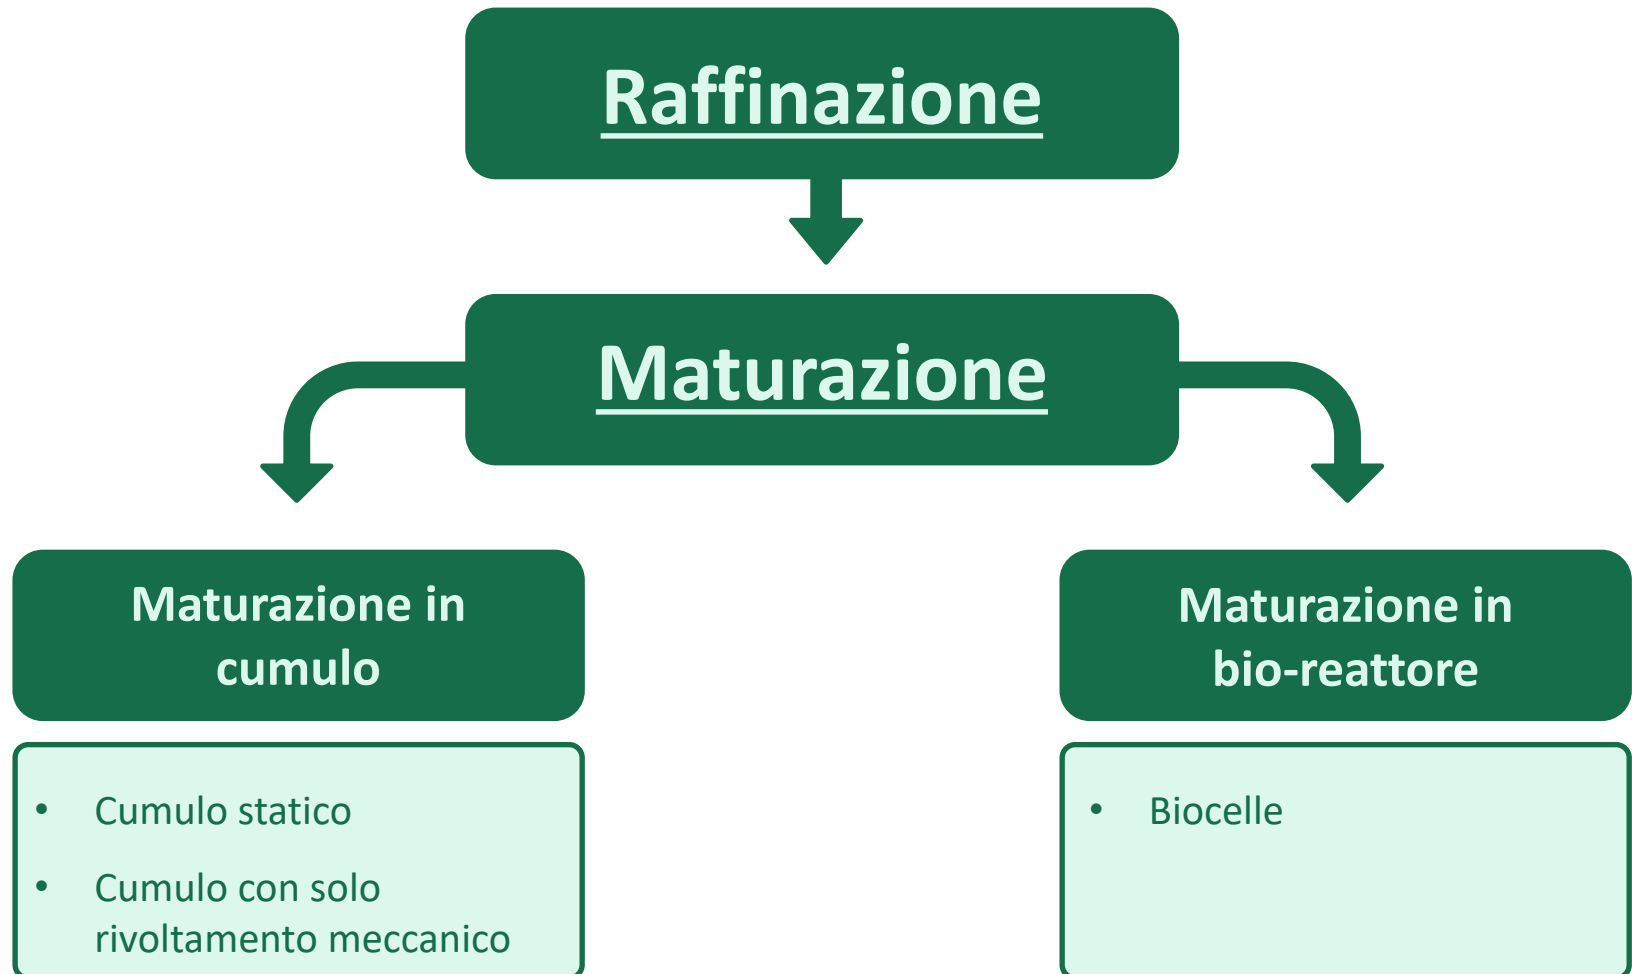 Raffinazione
Maturazione
Maturazione in
cumulo
• Cumulo statico
• Cumulo con solo
rivoltamento meccanico
Maturazione in
bio-reattore
• Biocelle